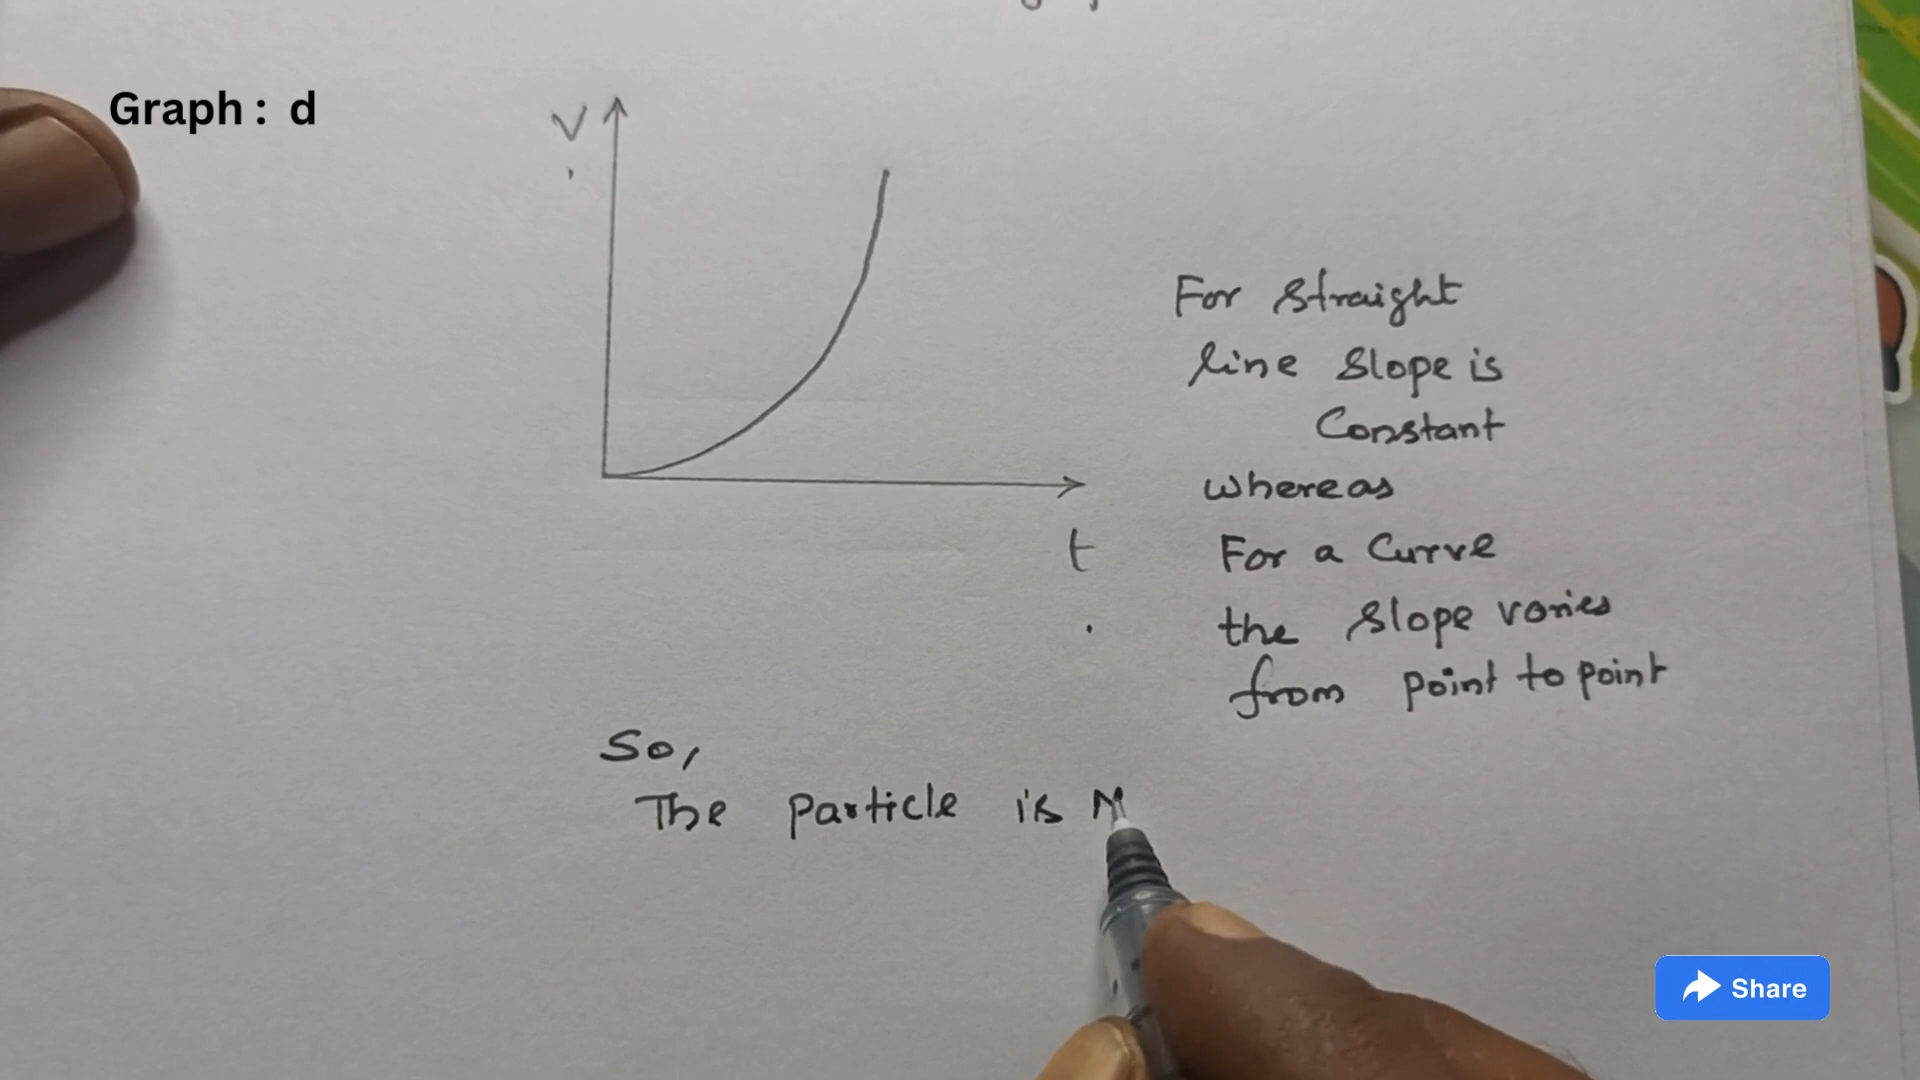 Graph : d
V
For straight
line slope is
Constant
whereas
t
For a Curve
the slope varies
from point to point
So,
The particle is
Share